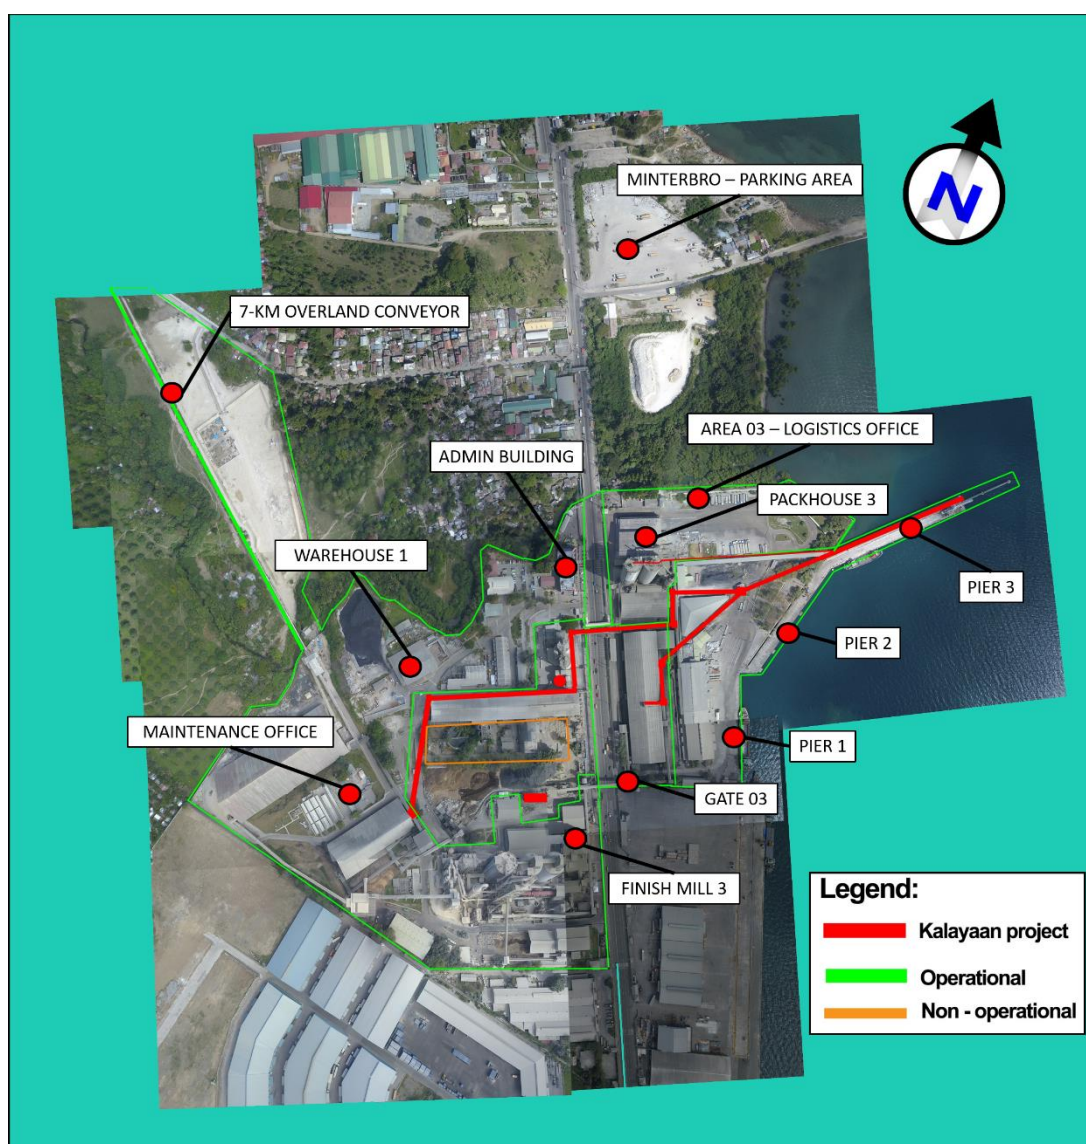 N
MINTERBRO – PARKING AREA
7-KM OVERLAND CONVEYOR
AREA 03 – LOGISTICS OFFICE
ADMIN BUILDING
PACKHOUSE 3
WAREHOUSE 1
PIER 3
PIER 2
MAINTENANCE OFFICE
PIER 1
GATE 03
FINISH MILL 3
Legend:
Kalayaan project
Operational
Non - operational